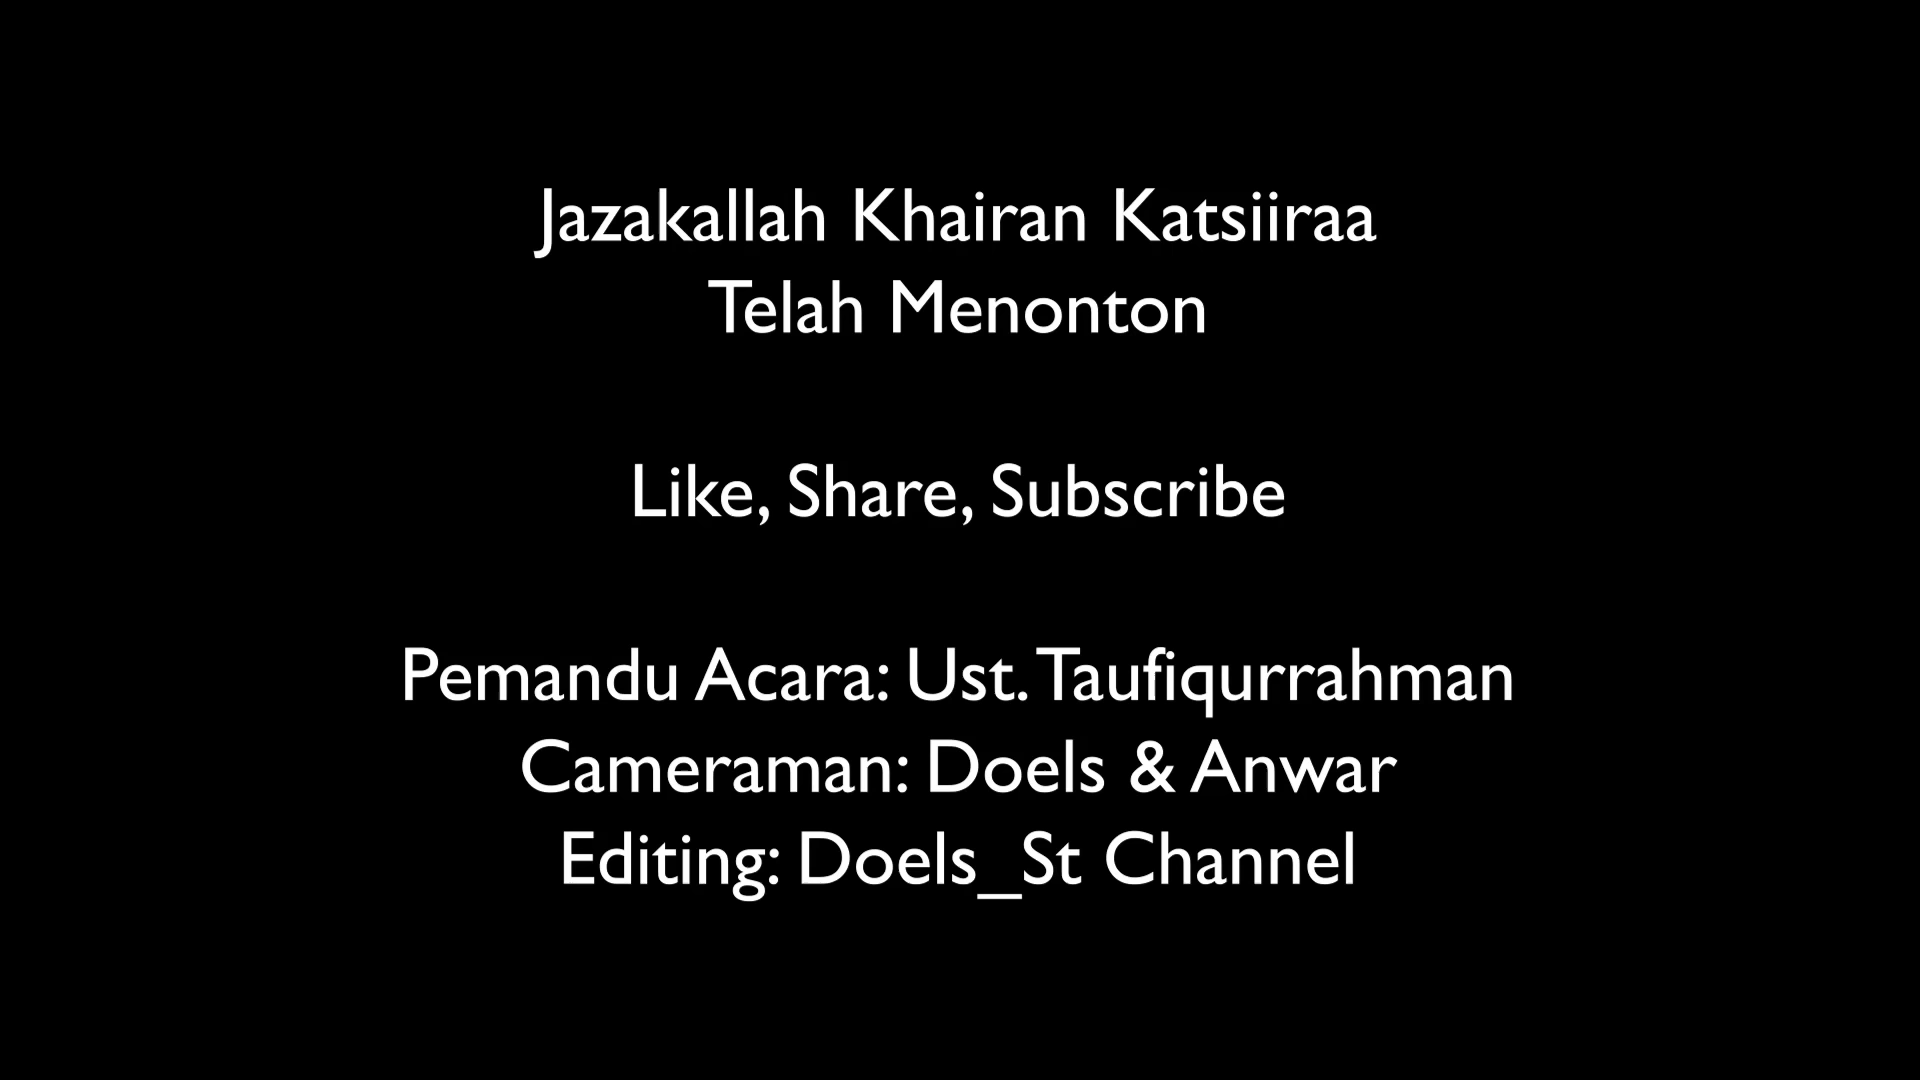 Jazakallah Khairan Katsiiraa
Telah Menonton
Like, Share, Subscribe
Pemandu Acara: Ust. Taufiqurrahman
Cameraman: Doels & Anwar
Editing: Doels_St Channel